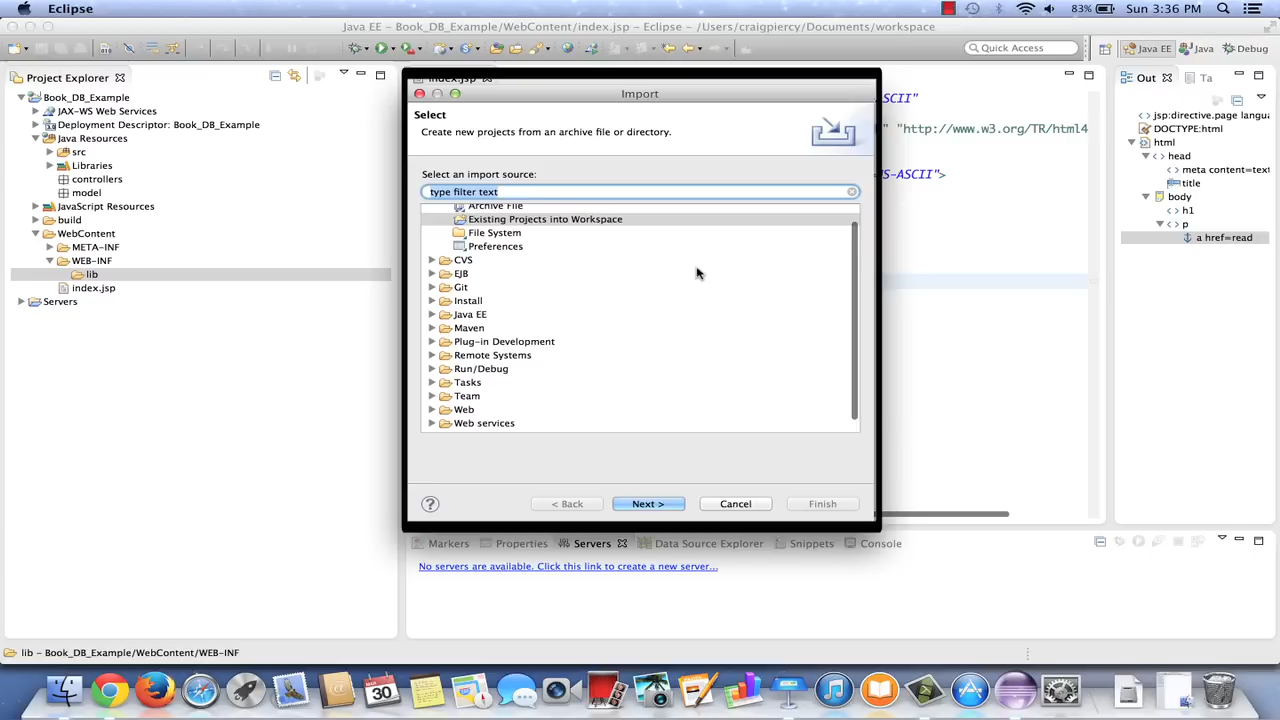 Eclipse
83%
Sun 3:36 PM
Java EE - Book_DB_Example/WebContent/index.jsp - Eclipse - /Users/craigpiercy/Documents/workspace
Quick Access
Java EE
Java
Debug
Project Explorer
Book_DB_Example
JAX-WS Web Services
Deployment Descriptor: Book_DB_Example
Java Resources
src
Libraries
controllers
model
JavaScript Resources
build
WebContent
META-INF
WEB-INF
lib
index.jsp
Servers
index.jsp
Import
Select
Create new projects from an archive file or directory.
Select an import source:
type filter text
Archive File
Existing Projects into Workspace
File System
Preferences
CVS
EJB
Git
Install
Java EE
Maven
Plug-in Development
Remote Systems
Run/Debug
Tasks
Team
Web
Web services
?
< Back
Next >
Cancel
Finish
ASCII"
"http://www.w3.org/TR/html4
S-ASCII">
Out
Ta
jsp:directive.page langua
DOCTYPE:html
html
head
meta content=text
title
body
h1
p
a href=read
Markers
Properties
Servers
Data Source Explorer
Snippets
Console
No servers are available. Click this link to create a new server...
lib - Book_DB_Example/WebContent/WEB-INF
30